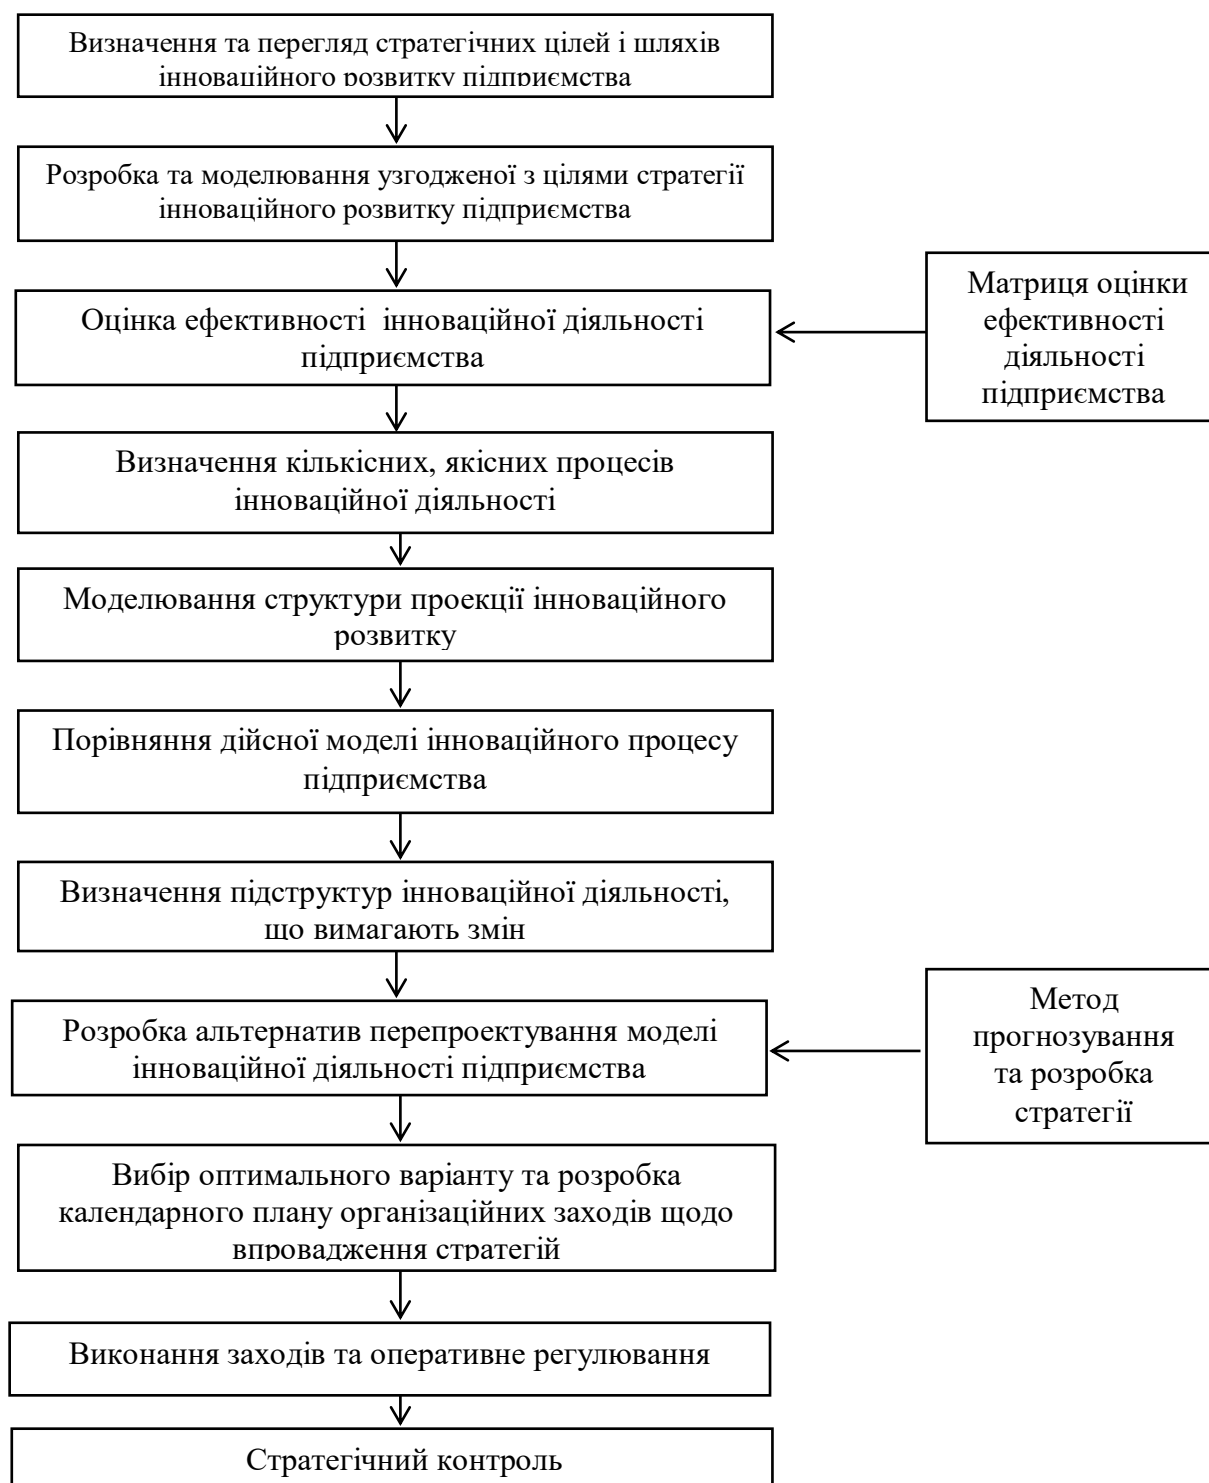 Визначення та перегляд стратегічних цілей і шляхів
інноваційного розвитку підприємства
Розробка та моделювання узгодженої з цілями стратегії
інноваційного розвитку підприємства
Оцінка ефективності інноваційної діяльності
підприємства
Матриця оцінки
ефективності
діяльності
підприємства
Визначення кількісних, якісних процесів
інноваційної діяльності
Моделювання структури проекції інноваційного
розвитку
Порівняння дійсної моделі інноваційного процесу
підприємства
Визначення підструктур інноваційної діяльності,
що вимагають змін
Розробка альтернатив перепроектування моделі
інноваційної діяльності підприємства
Метод
прогнозування
та розробка
стратегії
Вибір оптимального варіанту та розробка
календарного плану організаційних заходів щодо
впровадження стратегій
Виконання заходів та оперативне регулювання
Стратегічний контроль